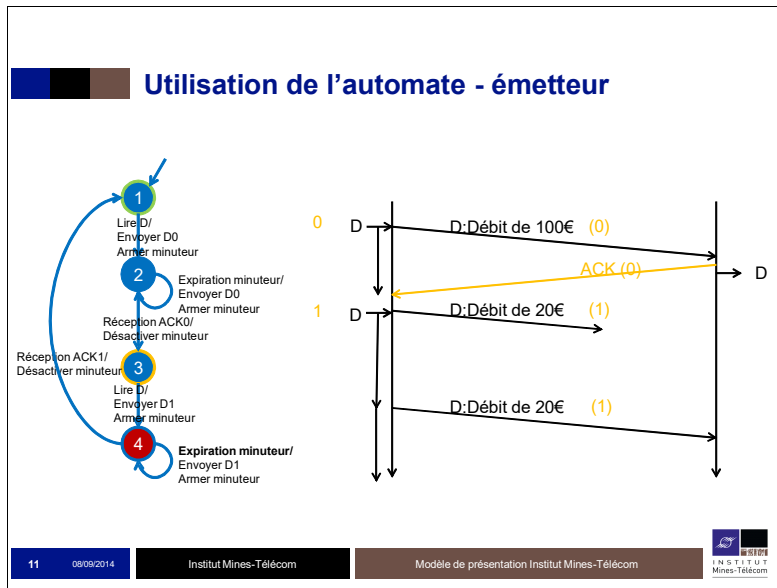 Utilisation de l'automate - émetteur
1
Lire D/
Envoyer D0
Armer minuteur
2
Expiration minuteur/
Envoyer D0
Armer minuteur
Réception ACK0/
Désactiver minuteur
Réception ACK1/
Désactiver minuteur
3
Lire D/
Envoyer D1
Armer minuteur
4
Expiration minuteur/
Envoyer D1
Armer minuteur
0 D D:Débit de 100€ (0)
ACK (0)
D
1 D D:Débit de 20€ (1)
D:Débit de 20€ (1)
11 08/09/2014 Institut Mines-Télécom Modèle de présentation Institut Mines-Télécom
INSTITUT
Mines-Télécom